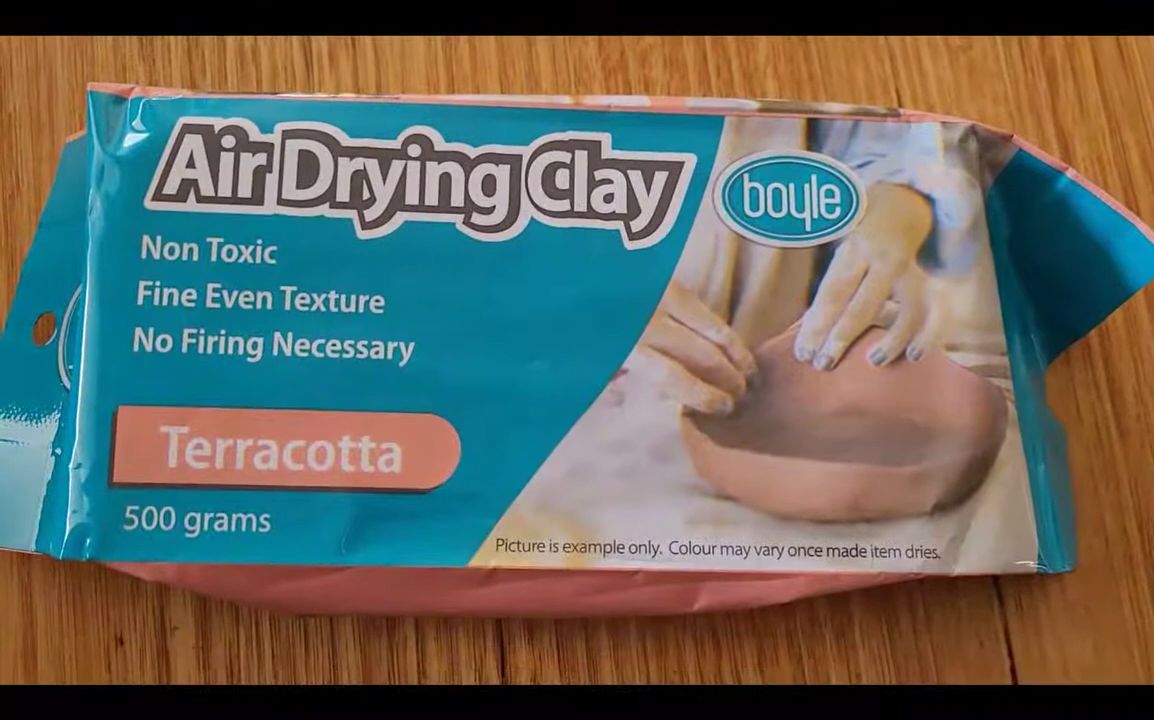 Air Drying Clay
boyle
Non Toxic
Fine Even Texture
No Firing Necessary
Terracotta
500 grams
Picture is example only. Colour may vary once made item dries.